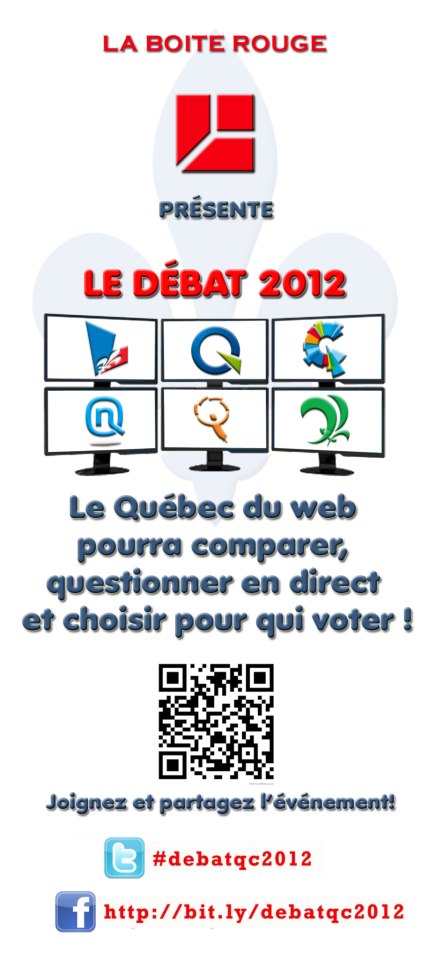 LA BOITE ROUGE
PRÉSENTE
LE DÉBAT 2012
Le Québec du web
pourra comparer,
questionner en direct
et choisir pour qui voter !
Joignez et partagez l'événement!
#debatqc2012
http://bit.ly/debatqc2012